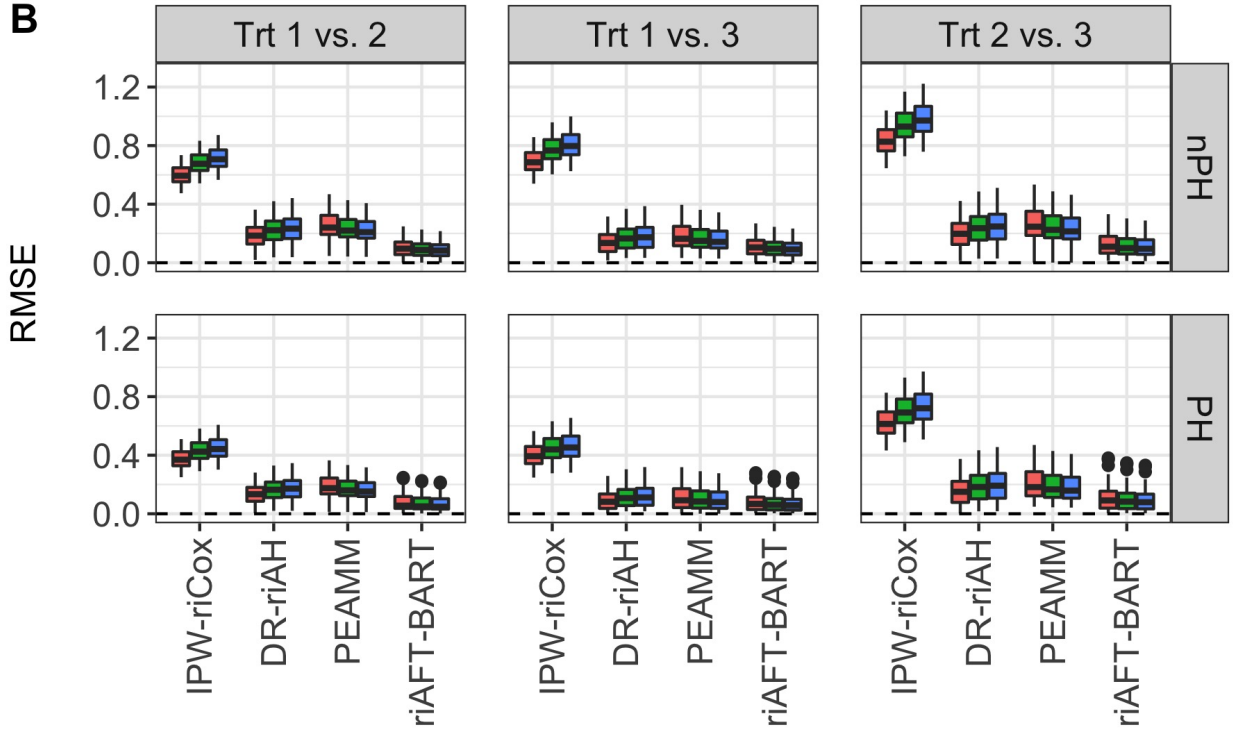 B
Trt 1 vs. 2
Trt 1 vs. 3
Trt 2 vs. 3
RMSE
1.2
0.8
0.4
0.0
nPH
1.2
0.8
0.4
0.0
PH
IPW-riCox
DR-riAH
PEAMM
riAFT-BART
IPW-riCox
DR-riAH
PEAMM
riAFT-BART
IPW-riCox
DR-riAH
PEAMM
riAFT-BART